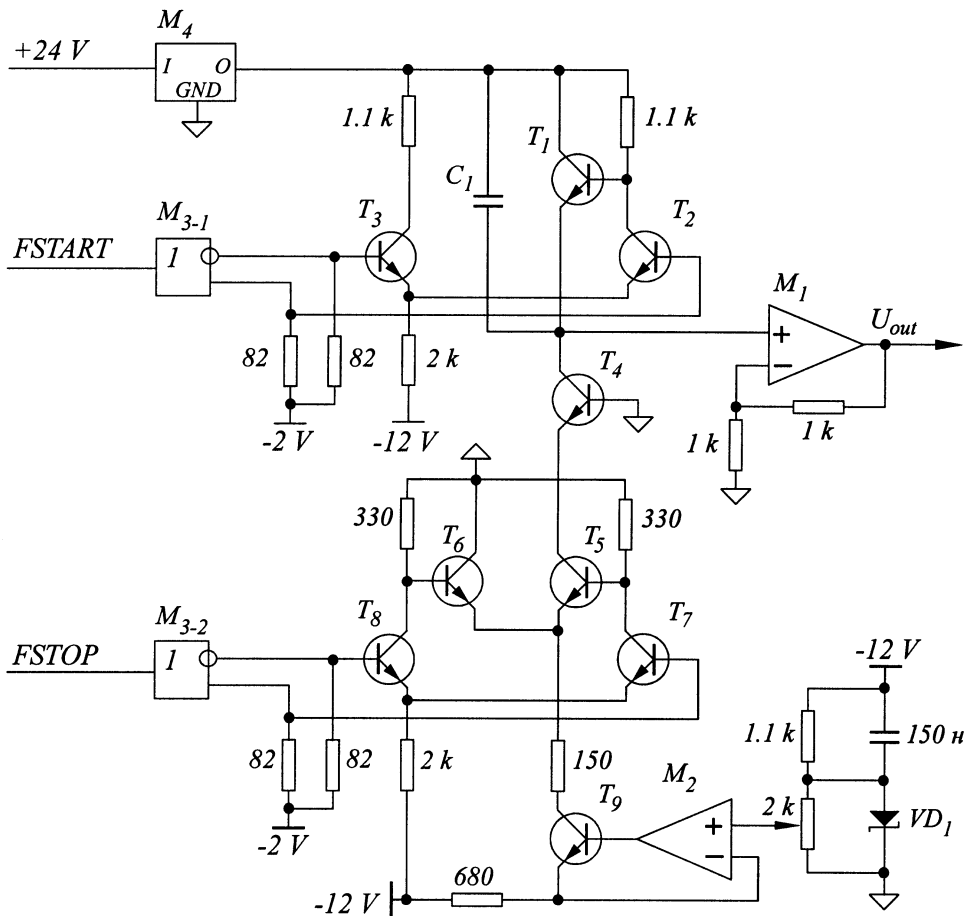 M4
+24 V
I O
GND
1.1 k
1.1 k
T1
C1
M3-1
T3
T2
FSTART
1
M1
Uout
+
−
82
82
2 k
T4
-2 V
-12 V
1 k
1 k
330
330
T6
T5
M3-2
T8
T7
FSTOP
1
-12 V
1.1 k
150 н
82
82
2 k
150
M2
T9
+
−
2 k
VD1
-2 V
680
-12 V